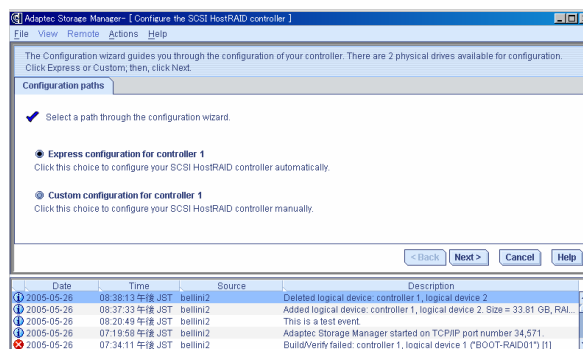 Adaptec Storage Manager- [ Configure the SCSI HostRAID controller ]
File View Remote Actions Help
The Configuration wizard guides you through the configuration of your controller. There are 2 physical drives available for configuration.
Click Express or Custom; then, click Next.
Configuration paths
Select a path through the configuration wizard.
Express configuration for controller 1
Click this choice to configure your SCSI HostRAID controller automatically.
Custom configuration for controller 1
Click this choice to configure your SCSI HostRAID controller manually.
< Back Next > Cancel Help
Date Time Source Description
2005-05-26 08:38:13 午後 JST bellini2 Deleted logical device: controller 1, logical device 2
2005-05-26 08:37:33 午後 JST bellini2 Added logical device: controller 1, logical device 2. Size = 33.81 GB, RAI...
2005-05-26 08:20:49 午後 JST bellini2 This is a test event.
2005-05-26 07:19:58 午後 JST bellini2 Adaptec Storage Manager started on TCP/IP port number 34,571.
2005-05-26 07:34:11 午後 JST bellini2 Build/Verify failed: controller 1, logical device 1 ("BOOT-RAID01") [1]